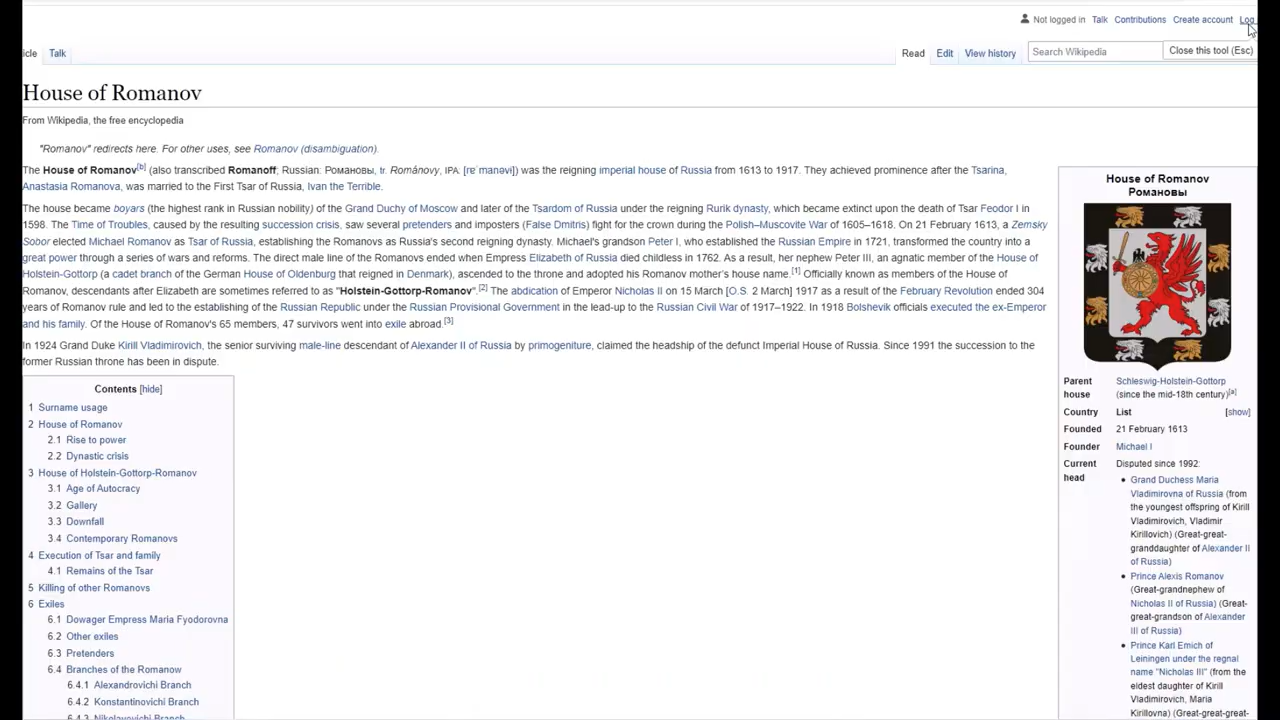 Not logged in Talk Contributions Create account Log
icle Talk Read Edit View history Search Wikipedia Close this tool (Esc)
House of Romanov
From Wikipedia, the free encyclopedia
"Romanov" redirects here. For other uses, see Romanov (disambiguation).
The House of Romanov[b] (also transcribed Romanoff; Russian: Романовы, tr. Románovy, IPA: [rɐˈmanəvɨ]) was the reigning imperial house of Russia from 1613 to 1917. They achieved prominence after the Tsarina,
Anastasia Romanova, was married to the First Tsar of Russia, Ivan the Terrible.
The house became boyars (the highest rank in Russian nobility) of the Grand Duchy of Moscow and later of the Tsardom of Russia under the reigning Rurik dynasty, which became extinct upon the death of Tsar Feodor I in
1598. The Time of Troubles, caused by the resulting succession crisis, saw several pretenders and imposters (False Dmitris) fight for the crown during the Polish–Muscovite War of 1605–1618. On 21 February 1613, a Zemsky
Sobor elected Michael Romanov as Tsar of Russia, establishing the Romanovs as Russia's second reigning dynasty. Michael's grandson Peter I, who established the Russian Empire in 1721, transformed the country into a
great power through a series of wars and reforms. The direct male line of the Romanovs ended when Empress Elizabeth of Russia died childless in 1762. As a result, her nephew Peter III, an agnatic member of the House of
Holstein-Gottorp (a cadet branch of the German House of Oldenburg that reigned in Denmark), ascended to the throne and adopted his Romanov mother's house name.[1] Officially known as members of the House of
Romanov, descendants after Elizabeth are sometimes referred to as "Holstein-Gottorp-Romanov".[2] The abdication of Emperor Nicholas II on 15 March [O.S. 2 March] 1917 as a result of the February Revolution ended 304
years of Romanov rule and led to the establishing of the Russian Republic under the Russian Provisional Government in the lead-up to the Russian Civil War of 1917–1922. In 1918 Bolshevik officials executed the ex-Emperor
and his family. Of the House of Romanov's 65 members, 47 survivors went into exile abroad.[3]
In 1924 Grand Duke Kirill Vladimirovich, the senior surviving male-line descendant of Alexander II of Russia by primogeniture, claimed the headship of the defunct Imperial House of Russia. Since 1991 the succession to the
former Russian throne has been in dispute.
Contents [hide]
1 Surname usage
2 House of Romanov
2.1 Rise to power
2.2 Dynastic crisis
3 House of Holstein-Gottorp-Romanov
3.1 Age of Autocracy
3.2 Gallery
3.3 Downfall
3.4 Contemporary Romanovs
4 Execution of Tsar and family
4.1 Remains of the Tsar
5 Killing of other Romanovs
6 Exiles
6.1 Dowager Empress Maria Fyodorovna
6.2 Other exiles
6.3 Pretenders
6.4 Branches of the Romanow
6.4.1 Alexandrovichi Branch
6.4.2 Konstantinovichi Branch
6.4.3 Nikolayovichi Branch
House of Romanov
Романовы
Parent house Schleswig-Holstein-Gottorp
(since the mid-18th century)[a]
Country List [show]
Founded 21 February 1613
Founder Michael I
Current head Disputed since 1992:
• Grand Duchess Maria
Vladimirovna of Russia (from
the youngest offspring of Kirill
Vladimirovich, Vladimir
Kirillovich) (Great-great-
granddaughter of Alexander II
of Russia)
• Prince Alexis Romanov
(Great-grandnephew of
Nicholas II of Russia) (Great-
great-grandson of Alexander
III of Russia)
• Prince Karl Emich of
Leiningen under the regnal
name "Nicholas III" (from the
eldest daughter of Kirill
Vladimirovich, Maria
Kirillovna) (Great-great-great-